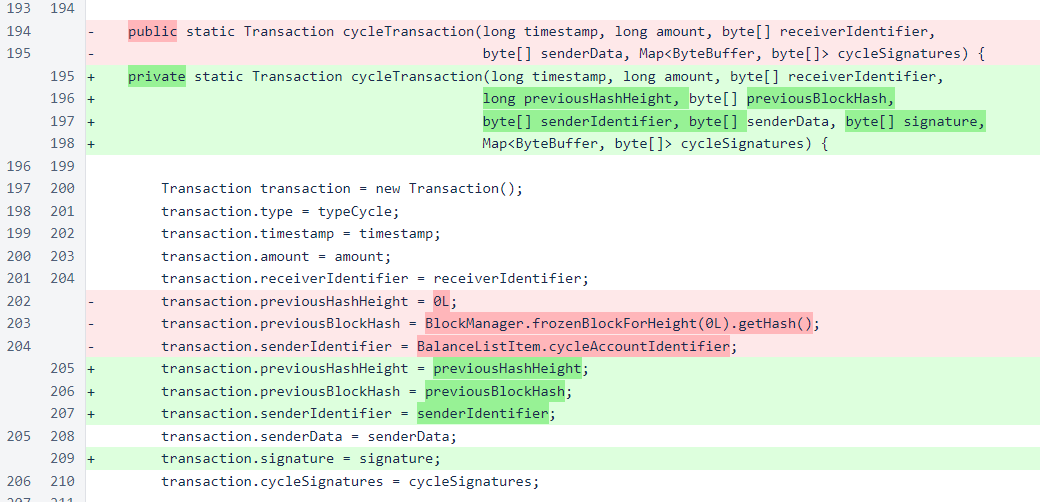 193 194
194 - public static Transaction cycleTransaction(long timestamp, long amount, byte[] receiverIdentifier,
195 - byte[] senderData, Map<ByteBuffer, byte[]> cycleSignatures) {
195 + private static Transaction cycleTransaction(long timestamp, long amount, byte[] receiverIdentifier,
196 + long previousHashHeight, byte[] previousBlockHash,
197 + byte[] senderIdentifier, byte[] senderData, byte[] signature,
198 + Map<ByteBuffer, byte[]> cycleSignatures) {
196 199
197 200 Transaction transaction = new Transaction();
198 201 transaction.type = typeCycle;
199 202 transaction.timestamp = timestamp;
200 203 transaction.amount = amount;
201 204 transaction.receiverIdentifier = receiverIdentifier;
202 - transaction.previousHashHeight = 0L;
203 - transaction.previousBlockHash = BlockManager.frozenBlockForHeight(0L).getHash();
204 - transaction.senderIdentifier = BalanceListItem.cycleAccountIdentifier;
205 + transaction.previousHashHeight = previousHashHeight;
206 + transaction.previousBlockHash = previousBlockHash;
207 + transaction.senderIdentifier = senderIdentifier;
205 208 transaction.senderData = senderData;
209 + transaction.signature = signature;
206 210 transaction.cycleSignatures = cycleSignatures;